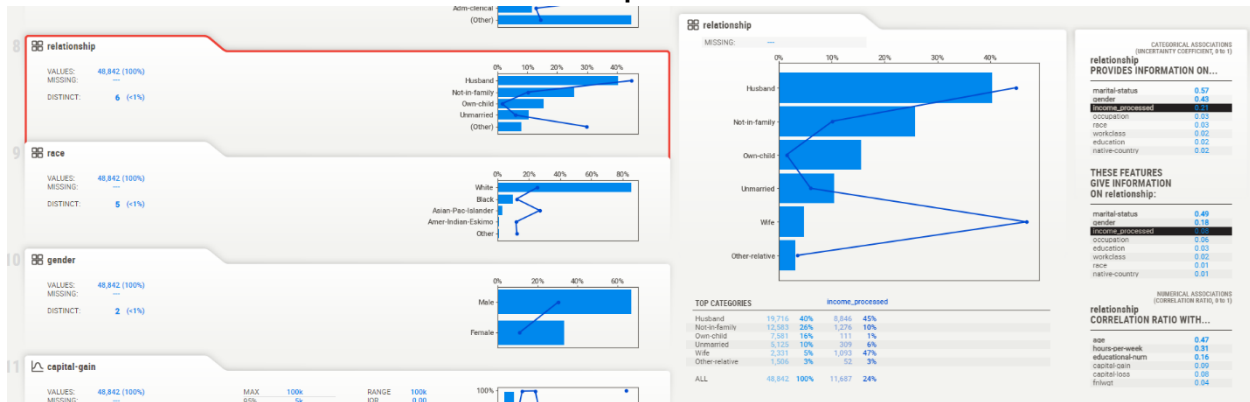 Adm-clerical
(Other)
8
relationship
VALUES: 48,842 (100%)
MISSING: ---
DISTINCT: 6 (<1%)
0% 10% 20% 30% 40%
Husband
Not-in-family
Own-child
Unmarried
(Other)
9
race
VALUES: 48,842 (100%)
MISSING: ---
DISTINCT: 5 (<1%)
0% 20% 40% 60% 80%
White
Black
Asian-Pac-Islander
Amer-Indian-Eskimo
Other
10
gender
VALUES: 48,842 (100%)
MISSING: ---
DISTINCT: 2 (<1%)
0% 20% 40% 60%
Male
Female
11
capital-gain
VALUES: 48,842 (100%)
MISSING: ---
MAX 100k
95% 5k
RANGE 100k
IQR 0.00
100%
relationship
MISSING: ---
0% 10% 20% 30% 40%
Husband
Not-in-family
Own-child
Unmarried
Wife
Other-relative
TOP CATEGORIES income_processed
Husband 19,716 40% 8,846 45%
Not-in-family 12,583 26% 1,276 10%
Own-child 7,581 16% 111 1%
Unmarried 5,125 10% 309 6%
Wife 2,331 5% 1,093 47%
Other-relative 1,506 3% 52 3%
ALL 48,842 100% 11,687 24%
CATEGORICAL ASSOCIATIONS
(UNCERTAINTY COEFFICIENT, 0 to 1)
relationship
PROVIDES INFORMATION ON...
marital-status 0.57
gender 0.43
income_processed 0.21
occupation 0.03
race 0.03
workclass 0.02
education 0.02
native-country 0.02
THESE FEATURES
GIVE INFORMATION
ON relationship:
marital-status 0.49
gender 0.18
income_processed 0.08
occupation 0.06
education 0.03
workclass 0.02
race 0.01
native-country 0.01
NUMERICAL ASSOCIATIONS
(CORRELATION RATIO, 0 to 1)
relationship
CORRELATION RATIO WITH...
age 0.47
hours-per-week 0.31
educational-num 0.16
capital-gain 0.09
capital-loss 0.08
fnlwgt 0.04